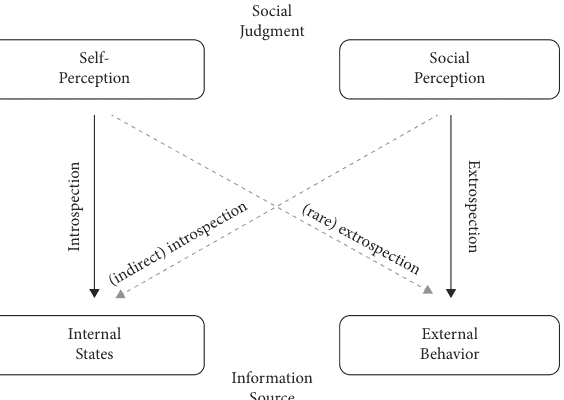 Social
Judgment
Self-
Perception
Social
Perception
Introspection
(indirect) introspection
(rare) extrospection
Extrospection
Internal
States
External
Behavior
Information
Source